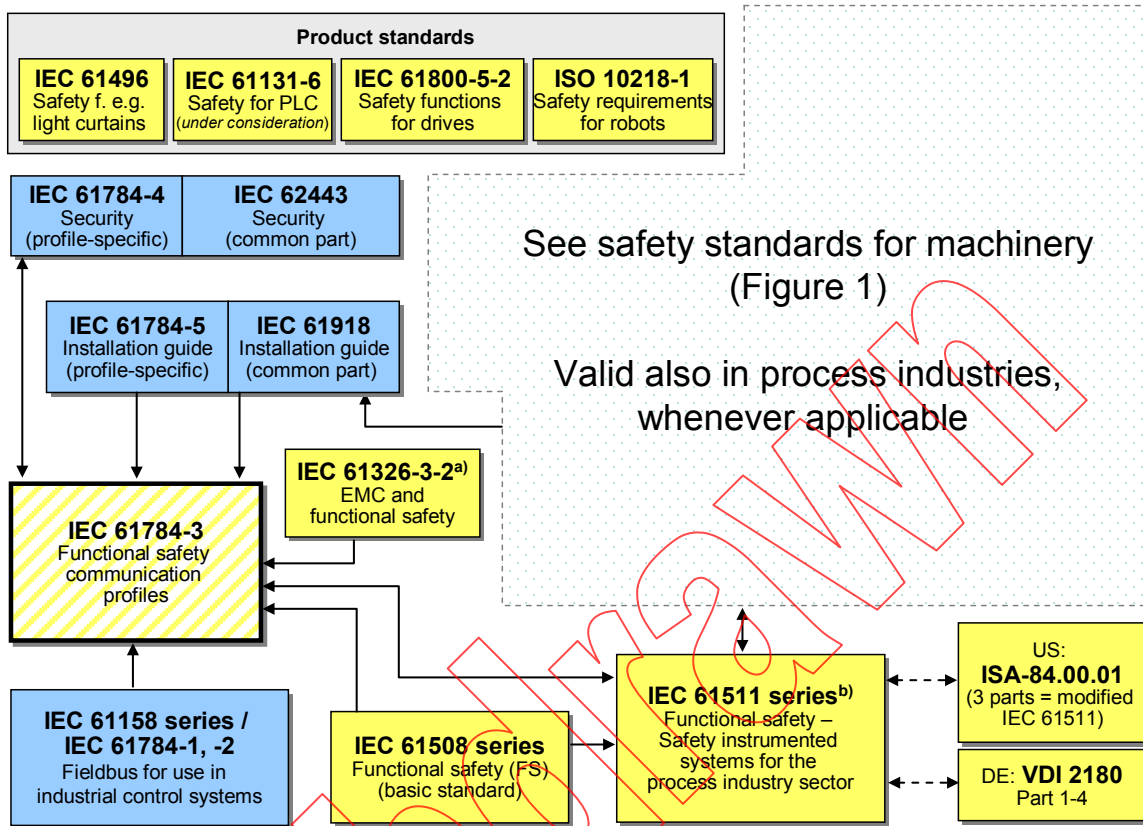 Product standards
IEC 61496
Safety f. e.g.
light curtains
IEC 61131-6
Safety for PLC
(under consideration)
IEC 61800-5-2
Safety functions
for drives
ISO 10218-1
Safety requirements
for robots
IEC 61784-4
Security
(profile-specific)
IEC 62443
Security
(common part)
See safety standards for machinery
(Figure 1)
Valid also in process industries,
whenever applicable
IEC 61784-5
Installation guide
(profile-specific)
IEC 61918
Installation guide
(common part)
IEC 61326-3-2a)
EMC and
functional safety
IEC 61784-3
Functional safety
communication
profiles
IEC 61158 series /
IEC 61784-1, -2
Fieldbus for use in
industrial control systems
IEC 61508 series
Functional safety (FS)
(basic standard)
IEC 61511 seriesb)
Functional safety –
Safety instrumented
systems for the
process industry sector
US:
ISA-84.00.01
(3 parts = modified
IEC 61511)
DE: VDI 2180
Part 1-4